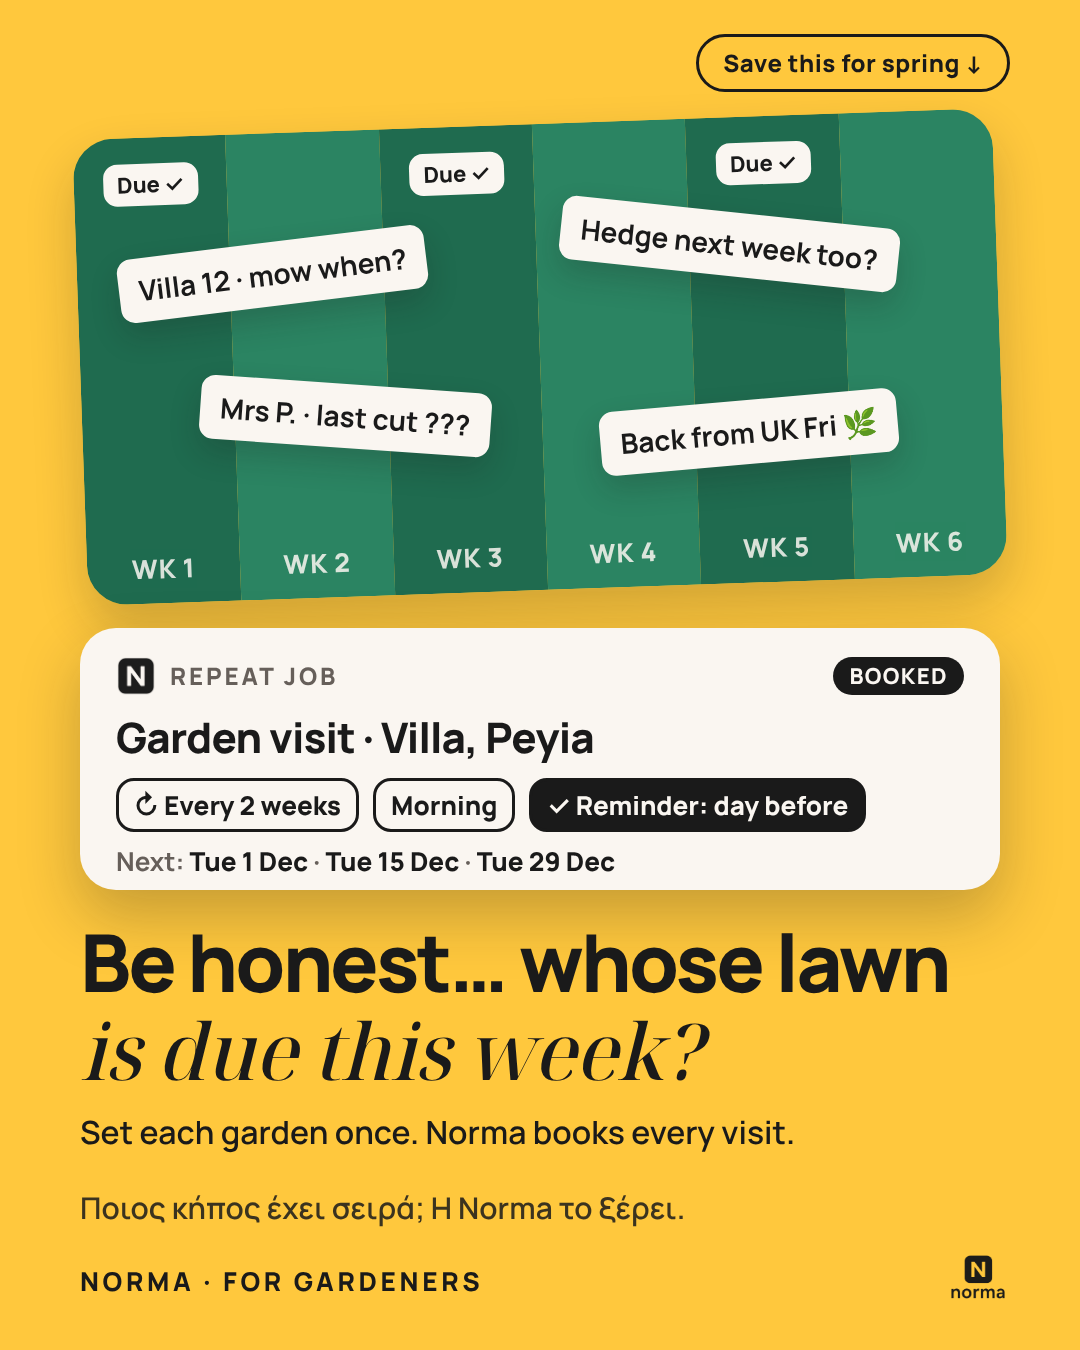 Save this for spring ↓
Due ✓
Due ✓
Due ✓
Villa 12 · mow when?
Hedge next week too?
Mrs P. · last cut ???
Back from UK Fri 🌿
WK 1
WK 2
WK 3
WK 4
WK 5
WK 6
N REPEAT JOB
BOOKED
Garden visit · Villa, Peyia
↻ Every 2 weeks
Morning
✓ Reminder: day before
Next: Tue 1 Dec · Tue 15 Dec · Tue 29 Dec
Be honest... whose lawn
is due this week?
Set each garden once. Norma books every visit.
Ποιος κήπος έχει σειρά; Η Norma το ξέρει.
NORMA · FOR GARDENERS
N
norma